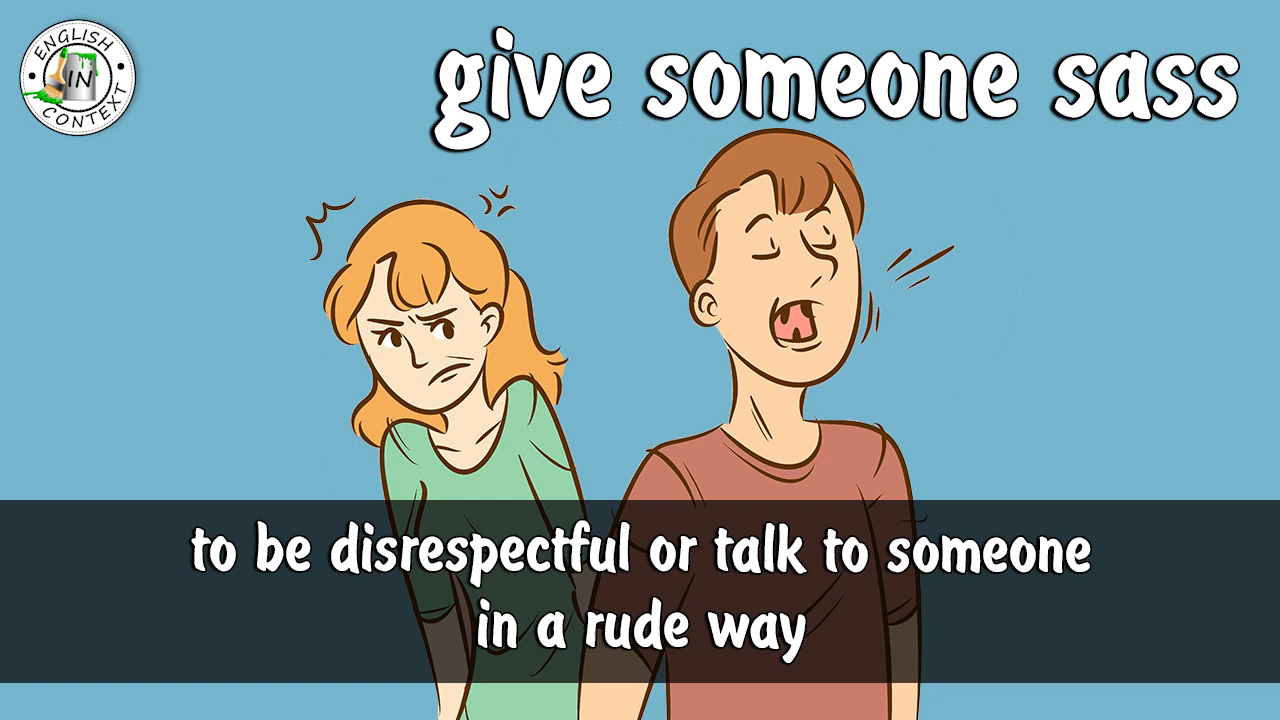 ENGLISH
IN
CONTEXT
give someone sass
to be disrespectful or talk to someone
in a rude way